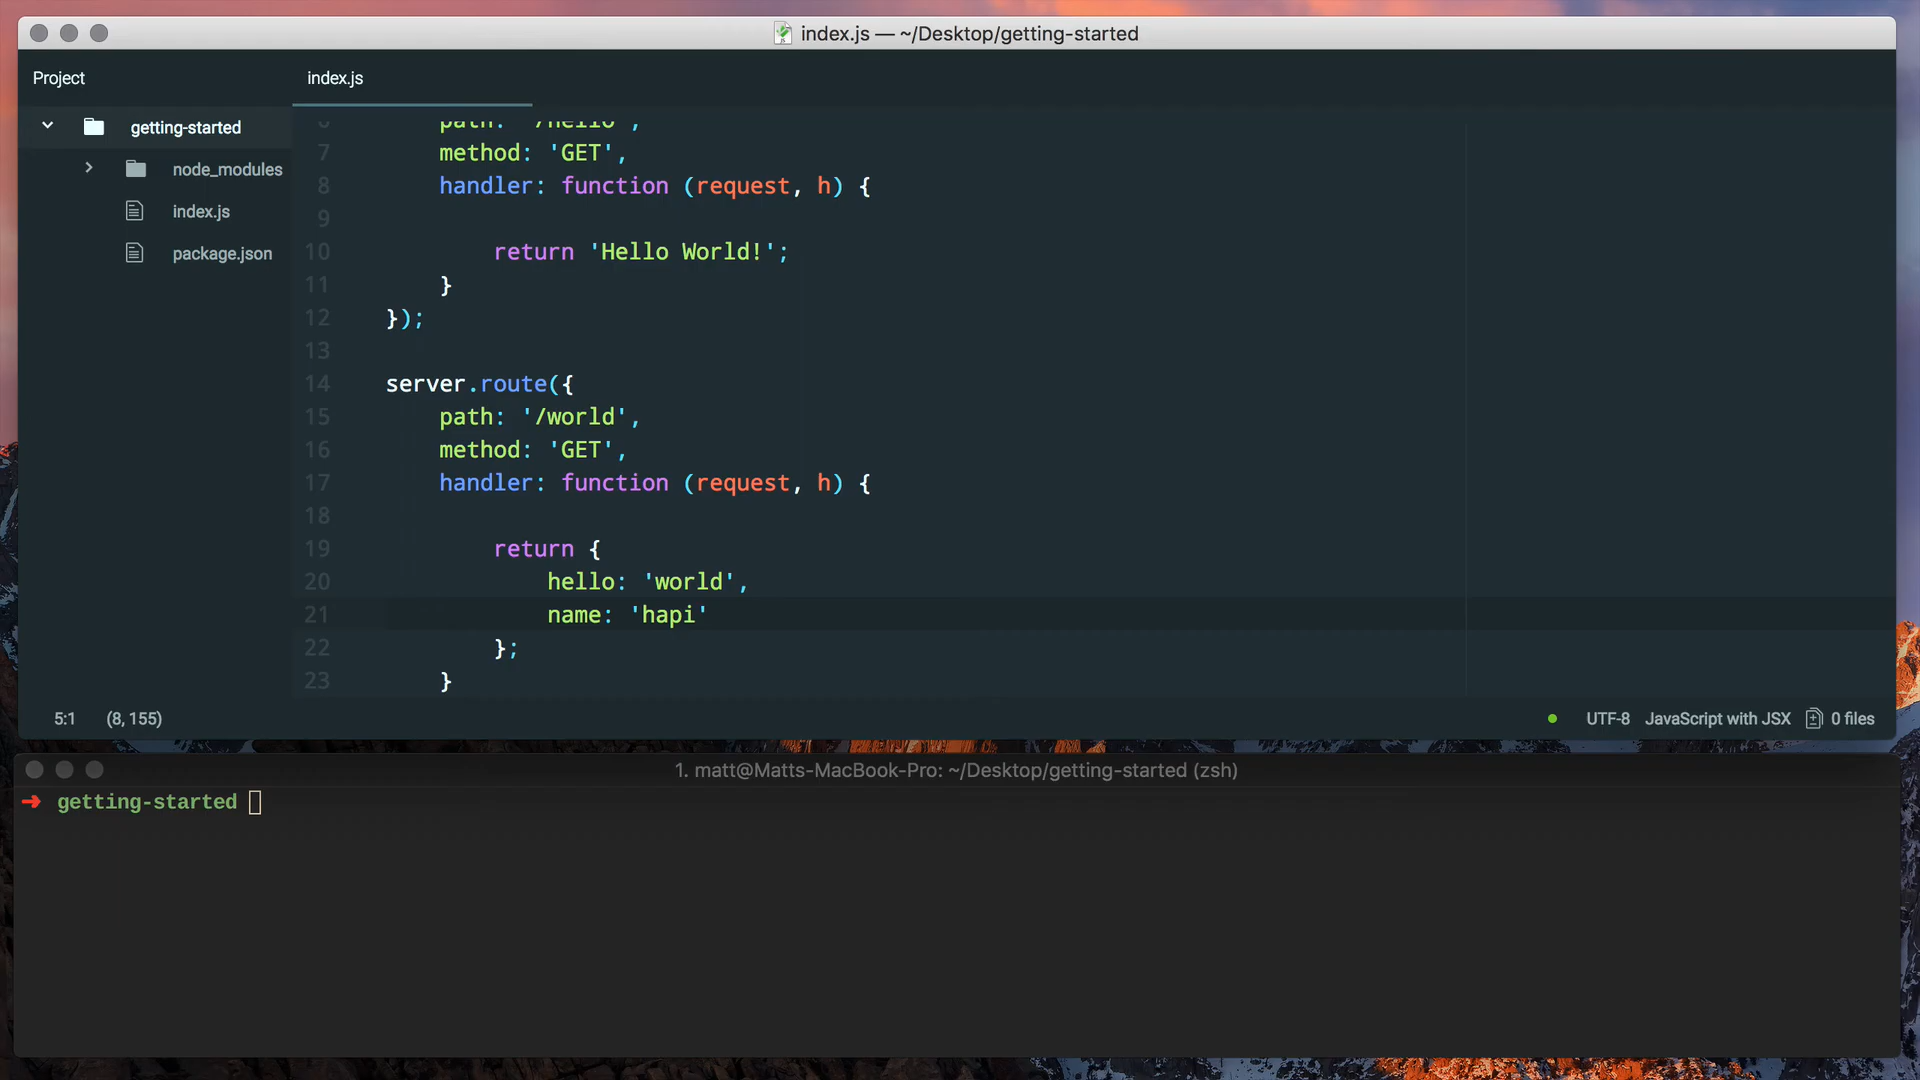 index.js — ~/Desktop/getting-started
Project
index.js
getting-started
node_modules
index.js
package.json
6 path: '/hello',
7 method: 'GET',
8 handler: function (request, h) {
9
10 return 'Hello World!';
11 }
12 });
13
14 server.route({
15 path: '/world',
16 method: 'GET',
17 handler: function (request, h) {
18
19 return {
20 hello: 'world',
21 name: 'hapi'
22 };
23 }
5:1 (8, 155) UTF-8 JavaScript with JSX 0 files
1. matt@Matts-MacBook-Pro: ~/Desktop/getting-started (zsh)
➜ getting-started